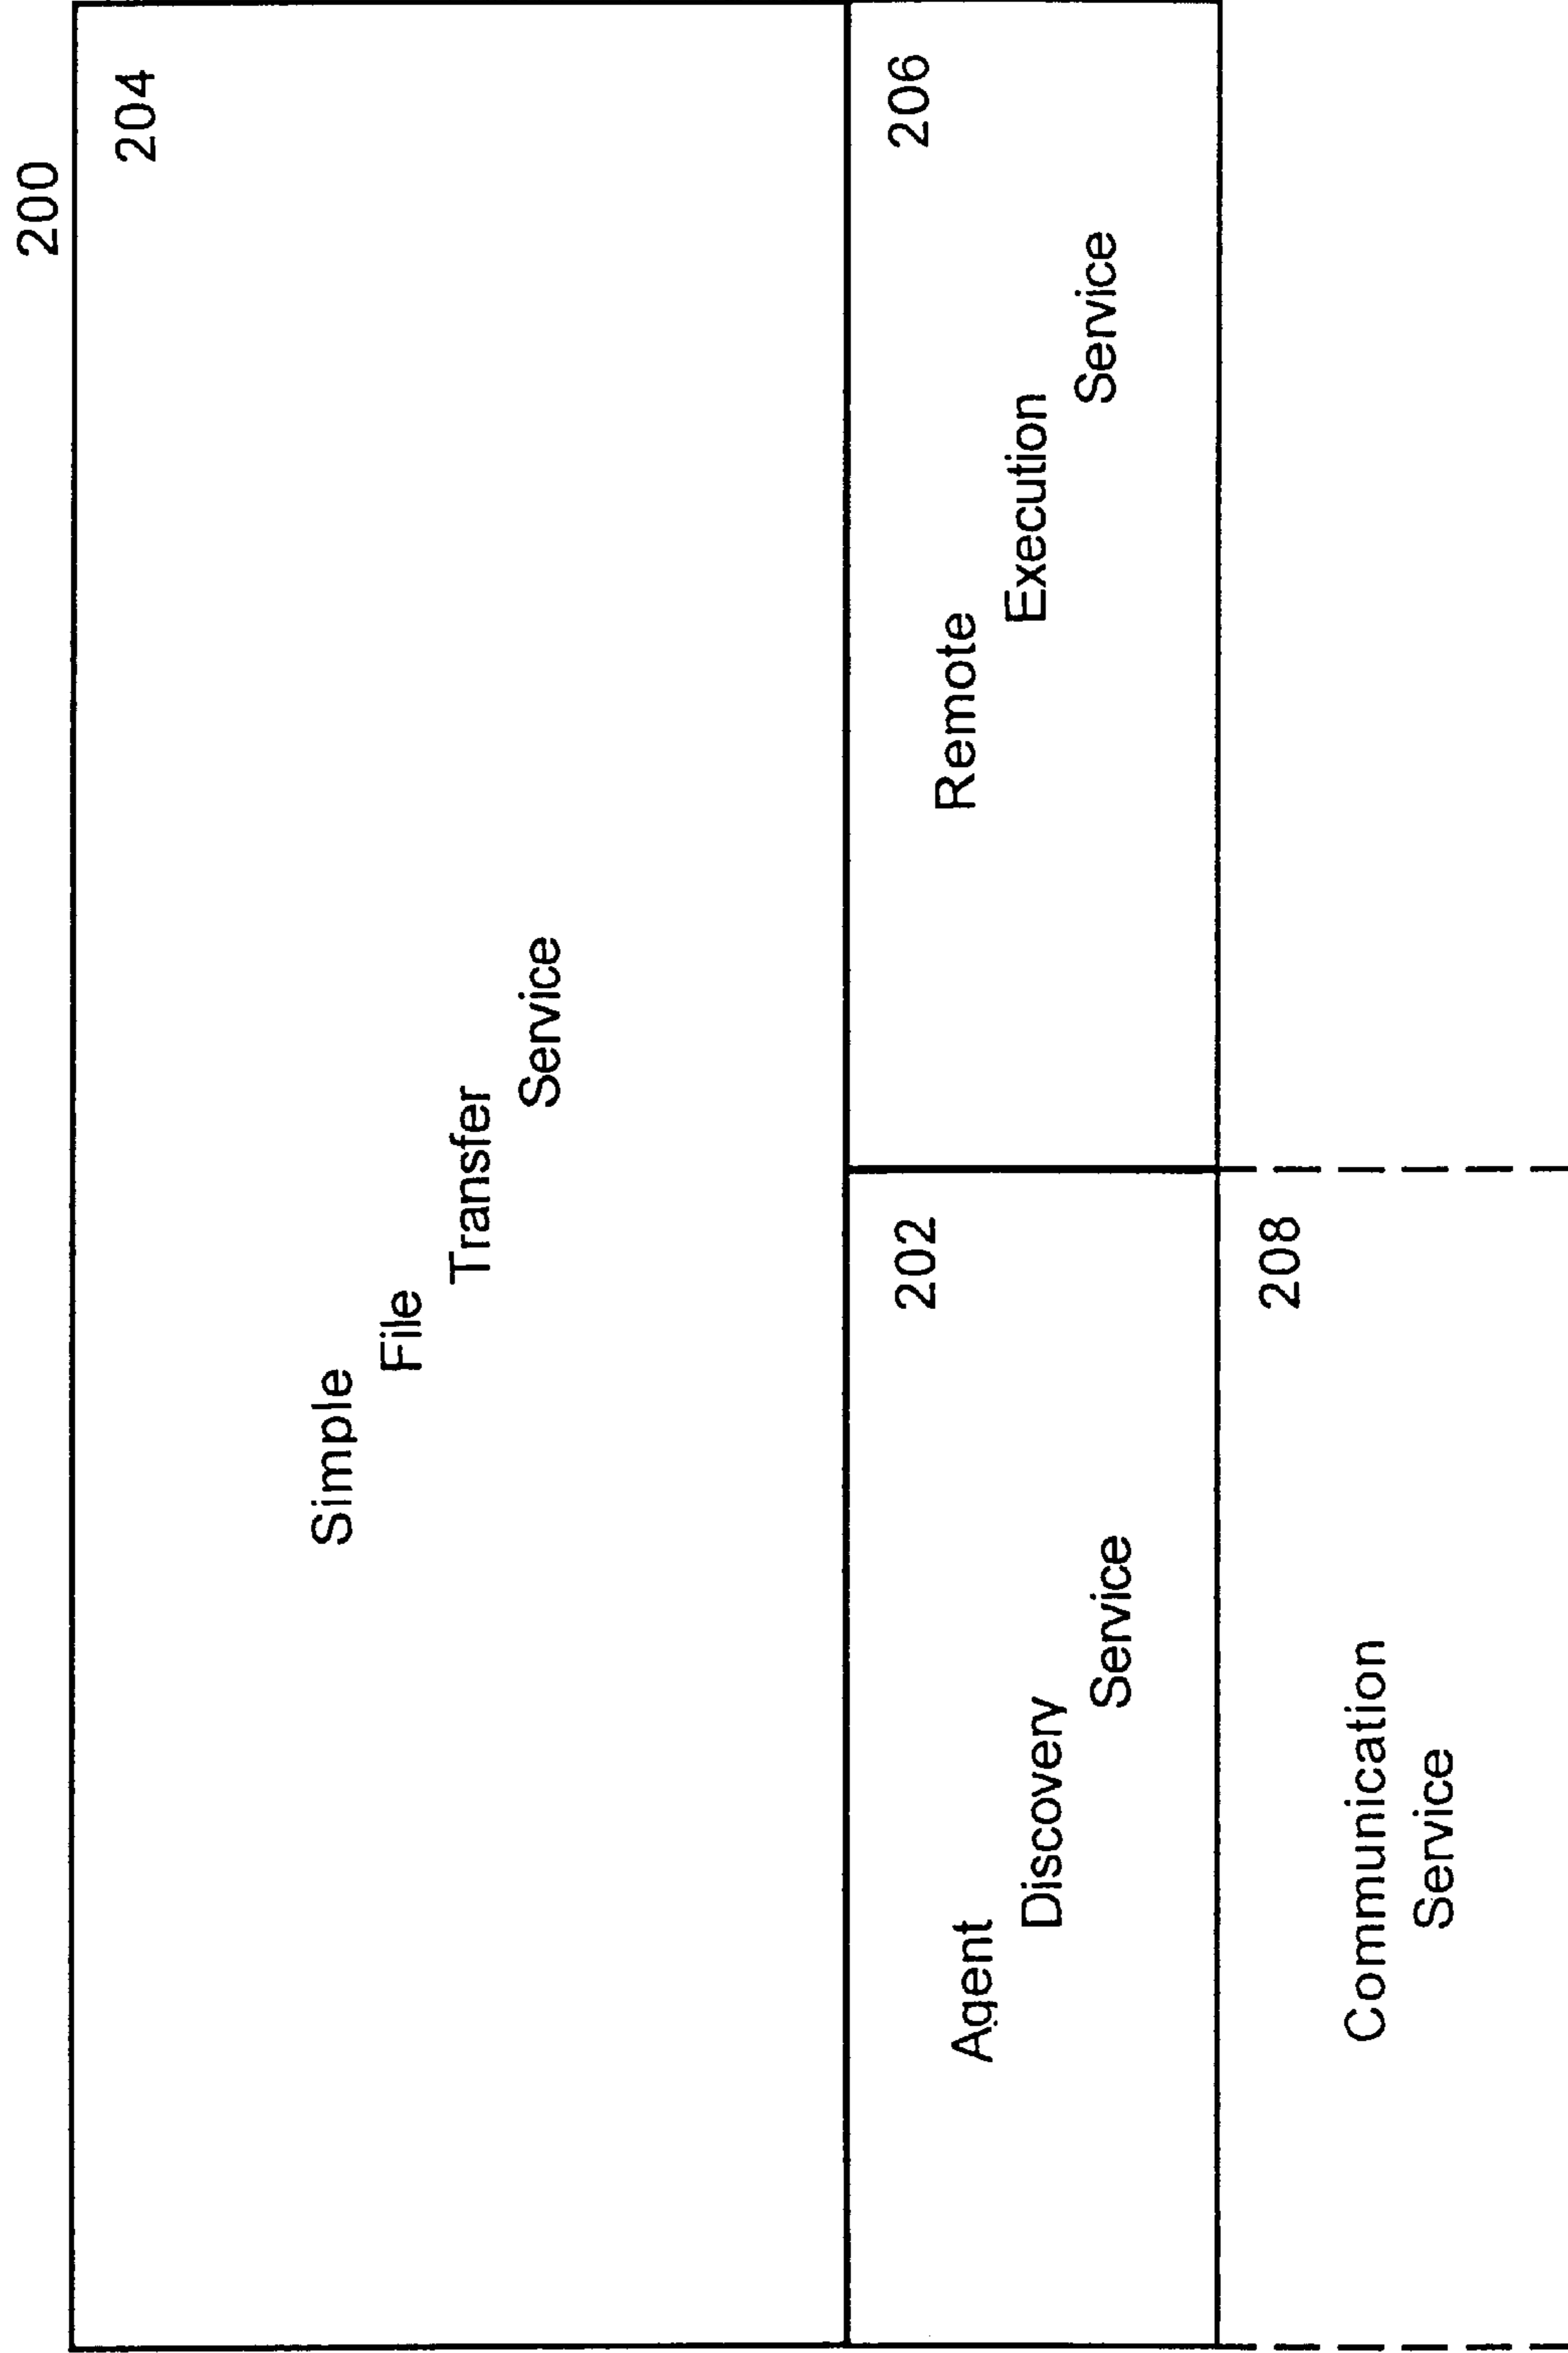 200
204
Simple
File
Transfer
Service
202
Agent
Discovery
Service
206
Remote
Execution
Service
208
Communication
Service